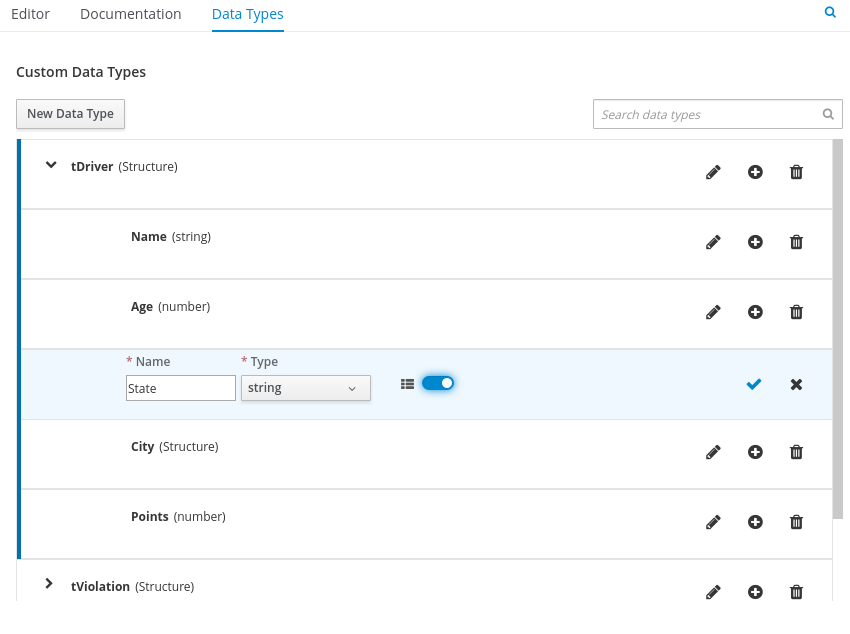 Editor Documentation Data Types
Custom Data Types
New Data Type Search data types
tDriver (Structure)
Name (string)
Age (number)
* Name * Type
State string
City (Structure)
Points (number)
tViolation (Structure)